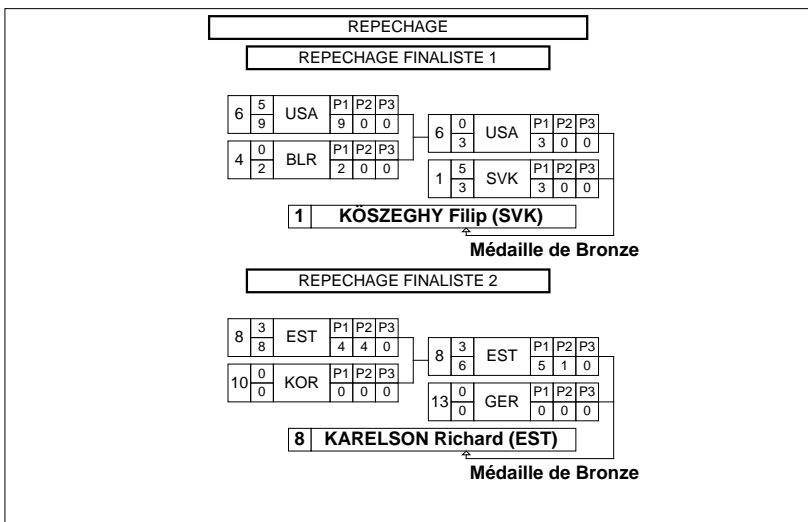 REPECHAGE
REPECHAGE FINALISTE 1
6 5 USA P1 P2 P3
9 9 0 0
4 0 BLR P1 P2 P3
2 2 0 0
6 0 USA P1 P2 P3
3 3 0 0
1 5 SVK P1 P2 P3
3 3 0 0
1 KÖSZEGHY Filip (SVK)
Médaille de Bronze
REPECHAGE FINALISTE 2
8 3 EST P1 P2 P3
8 4 4 0
10 0 KOR P1 P2 P3
0 0 0 0
8 3 EST P1 P2 P3
6 5 1 0
13 0 GER P1 P2 P3
0 0 0 0
8 KARELSON Richard (EST)
Médaille de Bronze